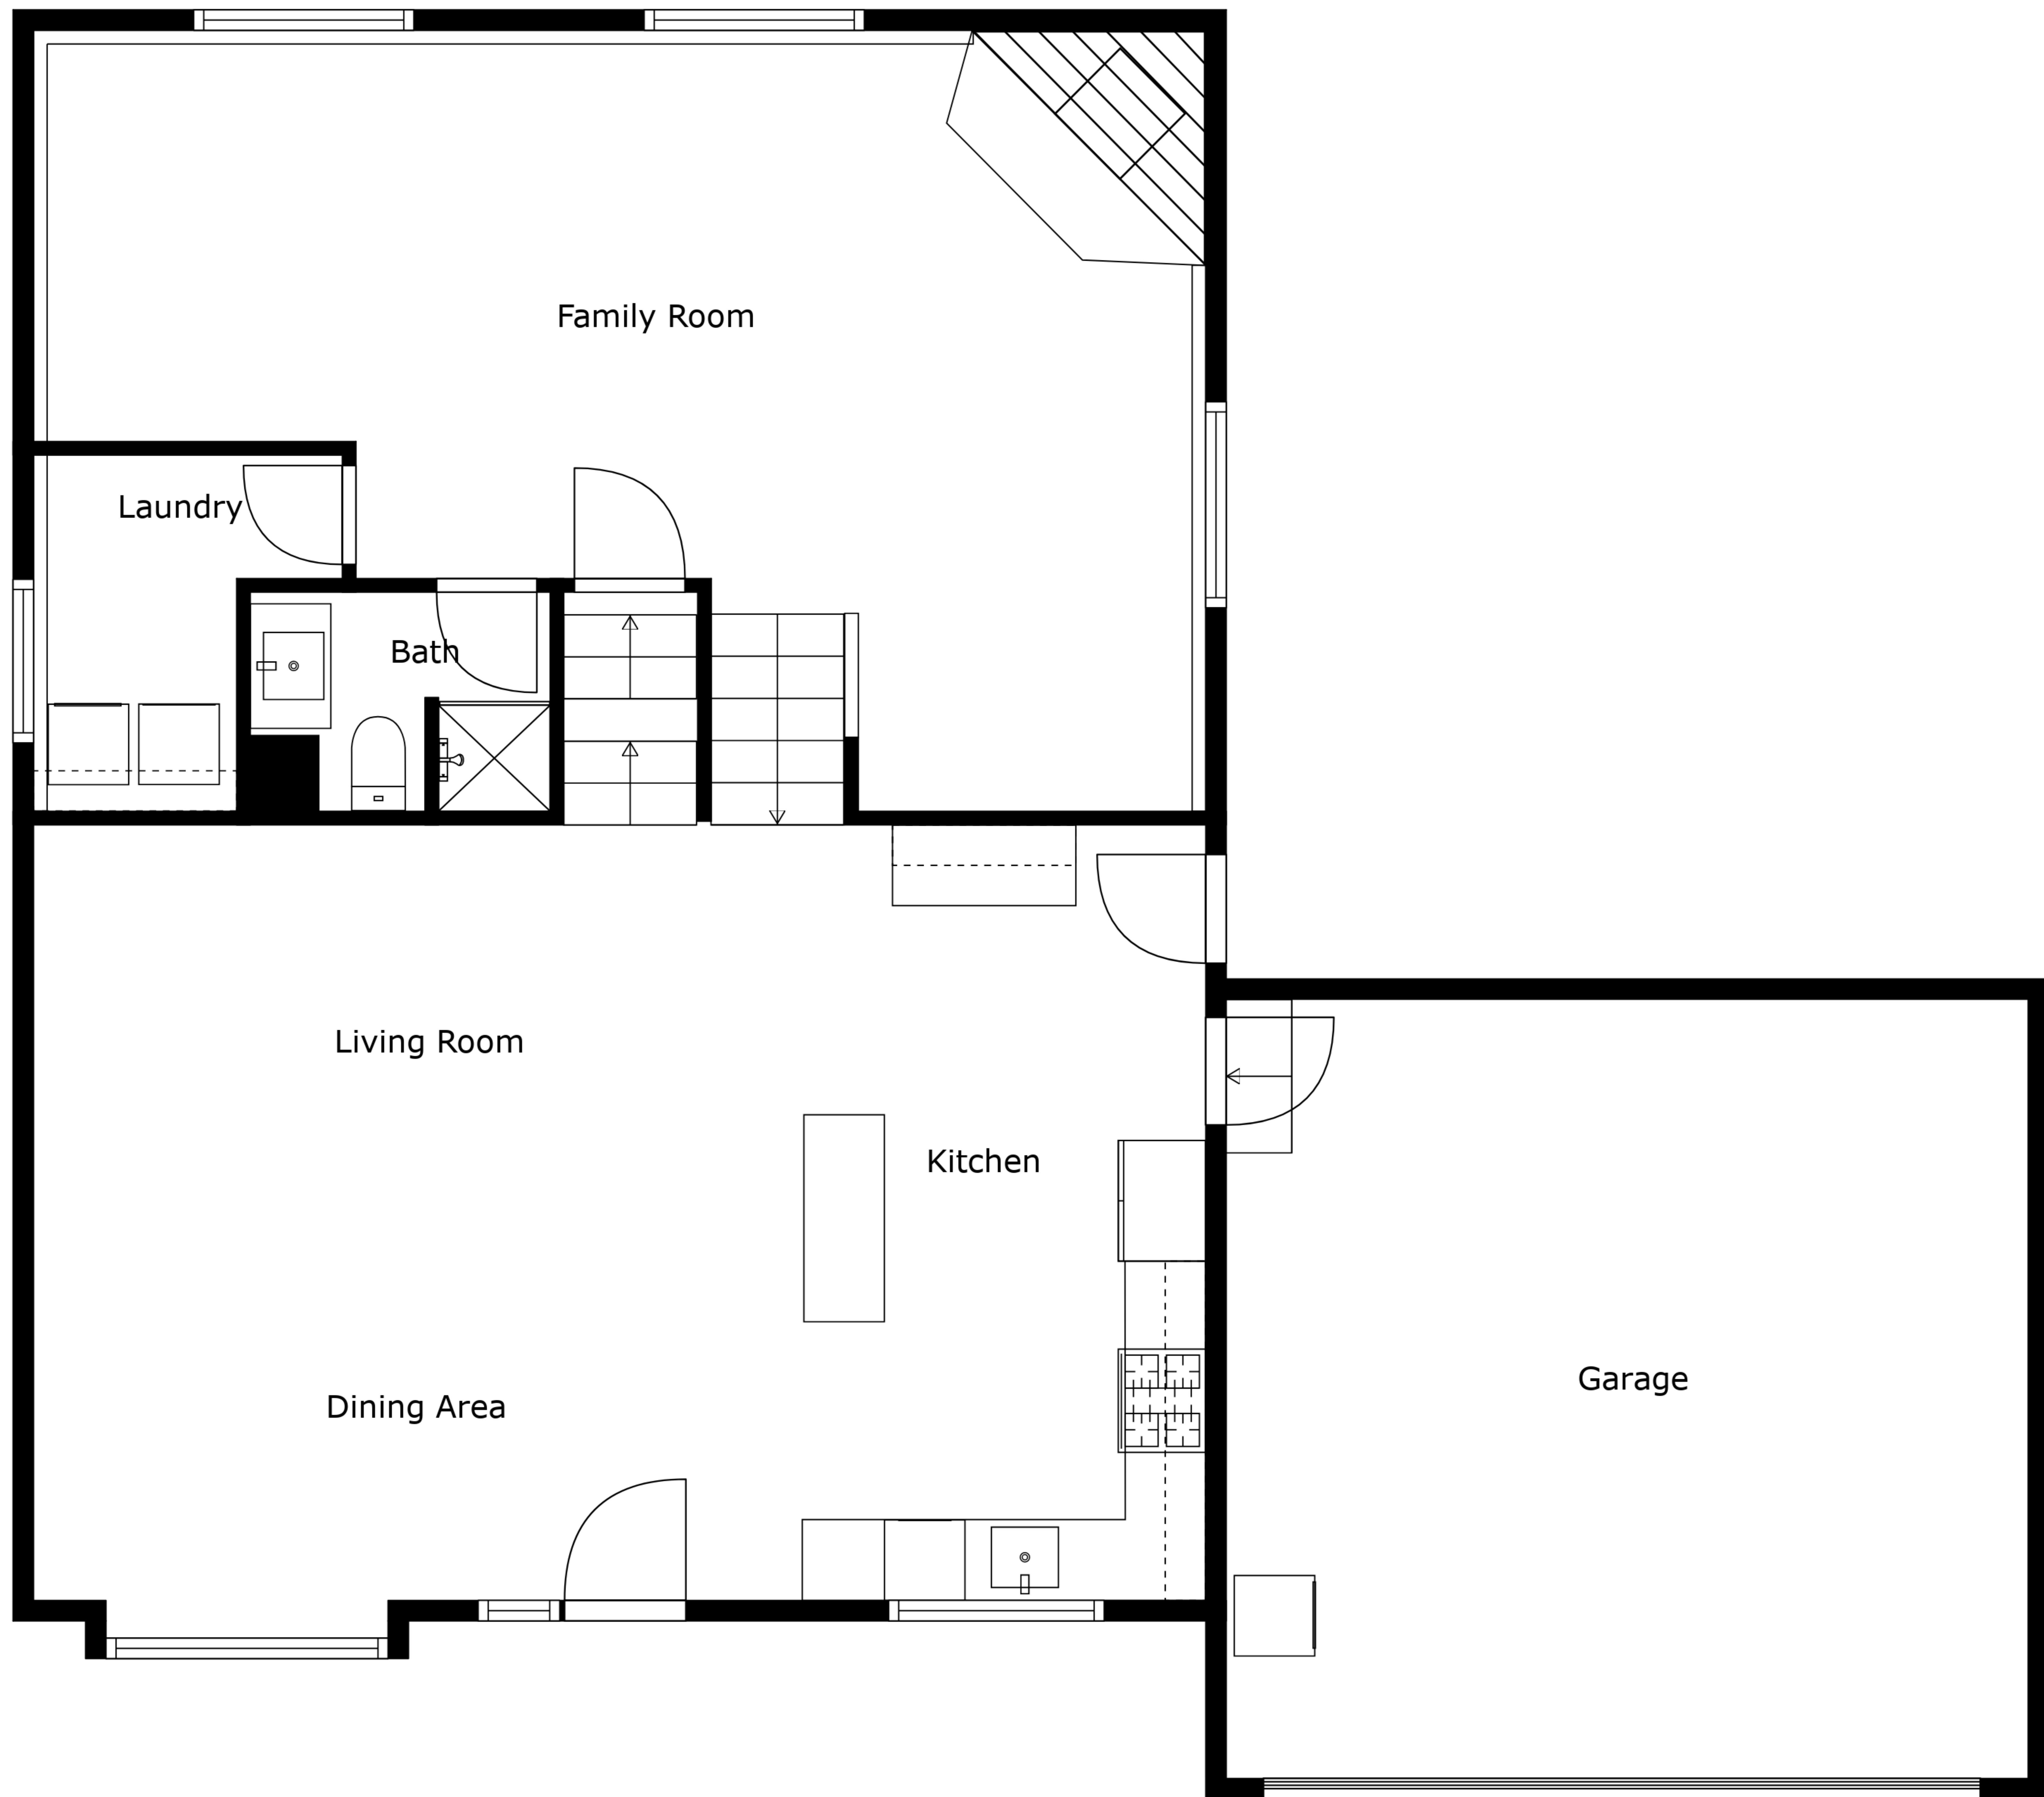 Family Room
Laundry
Bath
Living Room
Kitchen
Garage
Dining Area